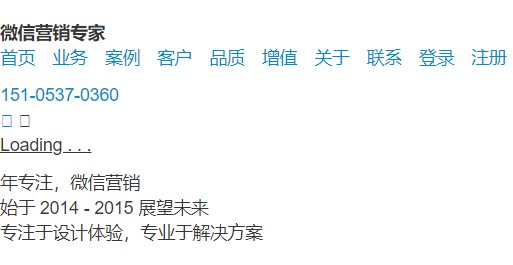 微信营销专家
首页 业务 案例 客户 品质 增值 关于 联系 登录 注册
151-0537-0360
Loading . . .
年专注，微信营销
始于 2014 - 2015 展望未来
专注于设计体验，专业于解决方案